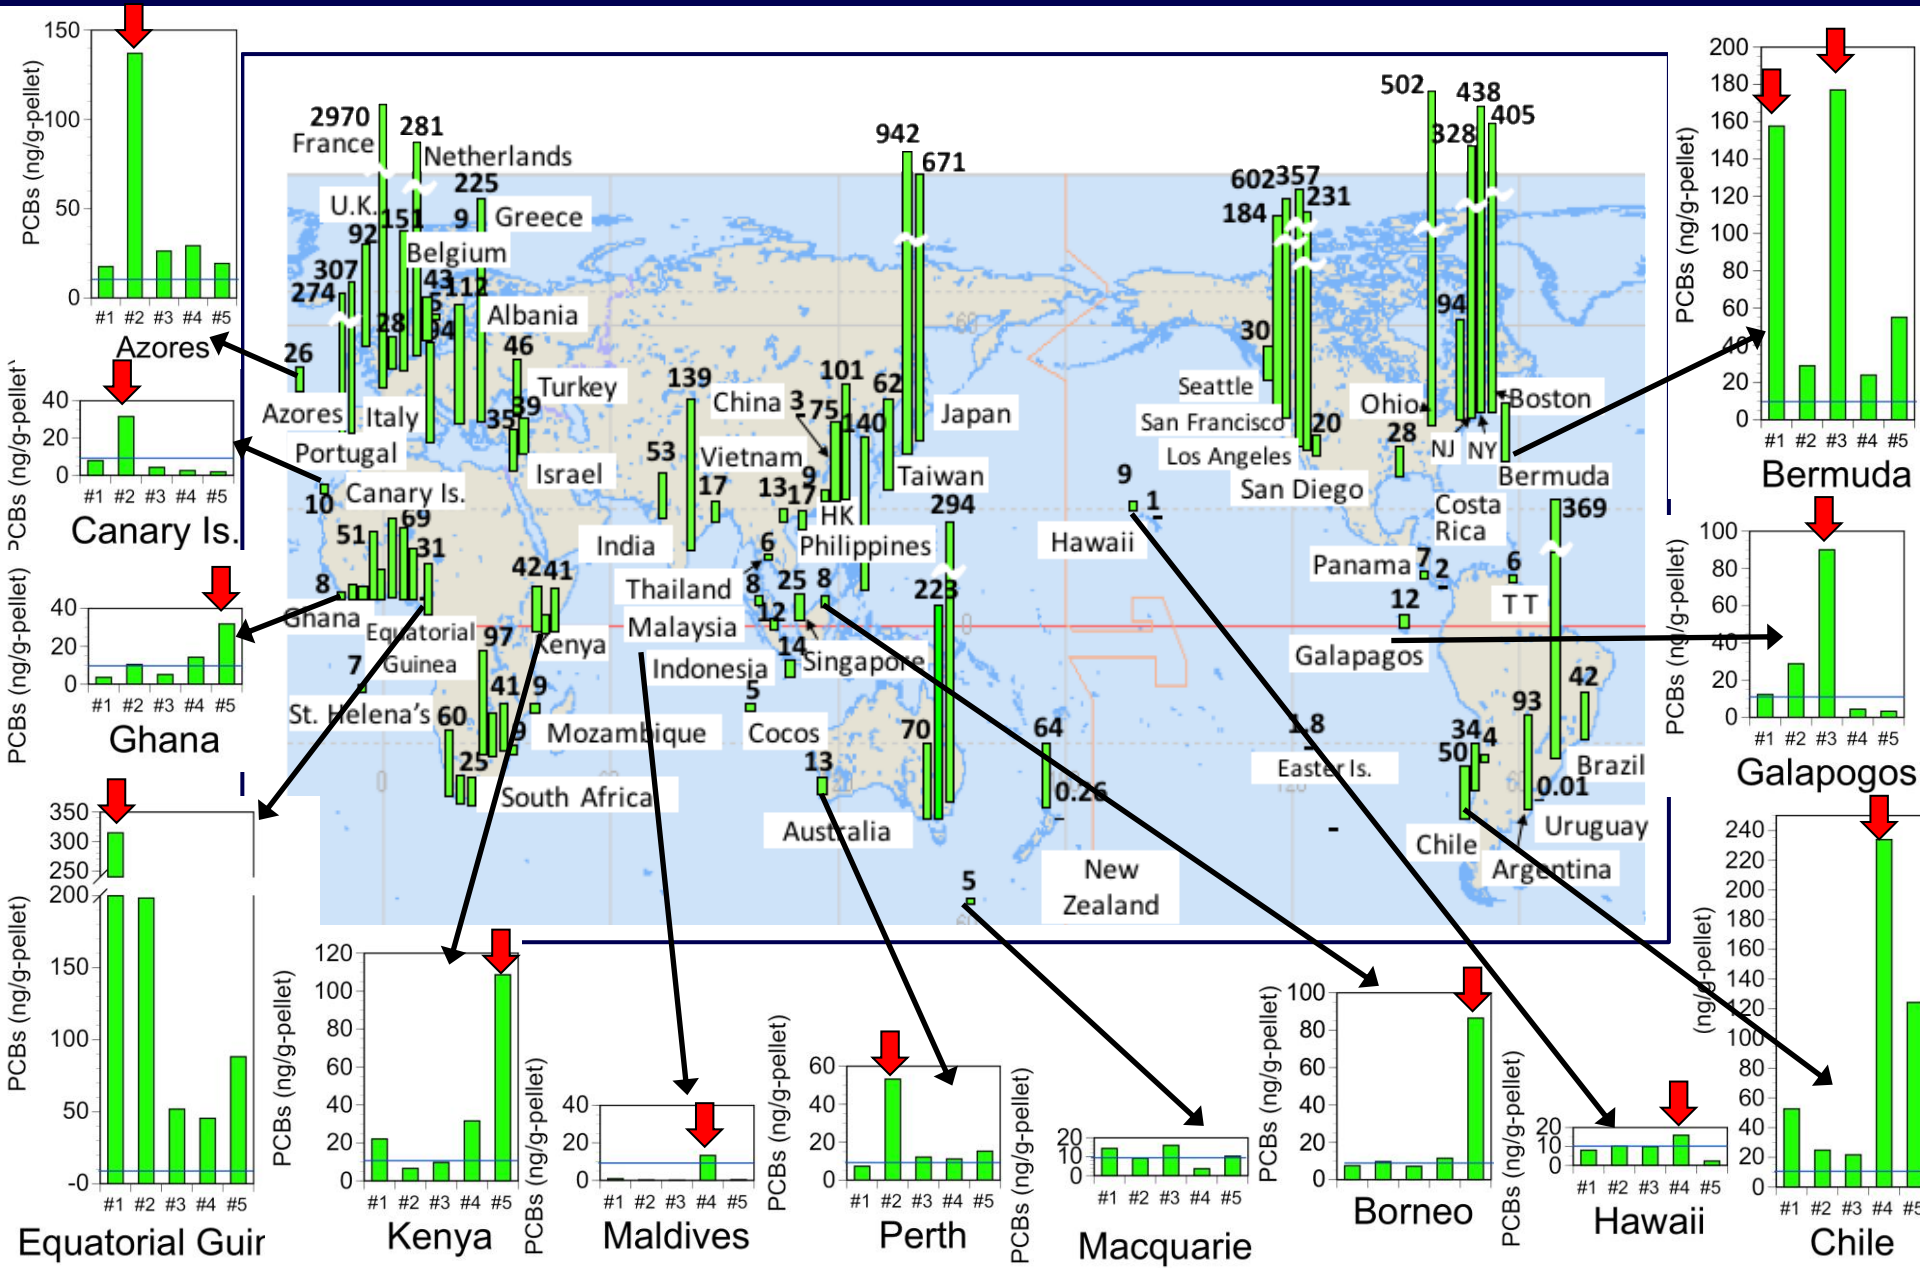 PCBs (ng/g-pellet)
150
100
50
0
#1 #2 #3 #4 #5
Azores
PCBs (ng/g-pellet)
40
20
0
#1 #2 #3 #4 #5
Canary Is.
PCBs (ng/g-pellet)
40
20
0
#1 #2 #3 #4 #5
Ghana
PCBs (ng/g-pellet)
350
300
250
200
150
100
50
-0
#1 #2 #3 #4 #5
Equatorial Guir
PCBs (ng/g-pellet)
120
100
80
60
40
20
0
#1 #2 #3 #4 #5
Kenya
PCBs (ng/g-pellet)
40
20
0
#1 #2 #3 #4 #5
Maldives
PCBs (ng/g-pellet)
60
40
20
0
#1 #2 #3 #4 #5
Perth
PCBs (ng/g-pellet)
20
10
0
#1 #2 #3 #4 #5
Macquarie
PCBs (ng/g-pellet)
100
80
60
40
20
0
Borneo
PCBs (ng/g-pellet)
20
10
0
#1 #2 #3 #4 #5
Hawaii
(ng/g-pellet)
240
220
200
180
160
140
120
100
80
60
40
20
0
#1 #2 #3 #4 #5
Chile
PCBs (ng/g-pellet)
200
180
160
140
120
100
80
60
40
20
0
#1 #2 #3 #4 #5
Bermuda
PCBs (ng/g-pellet)
100
80
60
40
20
0
#1 #2 #3 #4 #5
Galapogos
2970
France
281
Netherlands
225
U.K.
151
9
Greece
92
Belgium
307
43
274
5
112
28
94
Albania
26
46
Azores
Italy
Turkey
39
35
Portugal
Israel
10
Canary Is.
51
69
31
8
Ghana
Equatorial
Guinea
42
41
Kenya
97
7
St. Helena's
60
41
9
9
Mozambique
25
South Africa
942
671
139
China
3
101
75
62
140
Japan
53
Vietnam
17
13
17
9
HK
Taiwan
294
India
Philippines
6
Thailand
8
25
8
Malaysia
12
223
Indonesia
14
Singapore
5
Cocos
70
13
Australia
64
0.26
New
Zealand
5
9
1
Hawaii
1.8
Easter Is.
502
438
328
405
602
357
231
184
30
94
Seattle
Ohio
Boston
San Francisco
20
28
NJ
NY
Los Angeles
Bermuda
San Diego
Costa
Rica
369
Panama
7
2
6
T T
12
Galapagos
42
93
34
4
50
Brazil
0.01
Uruguay
Chile
Argentina
60
0
0